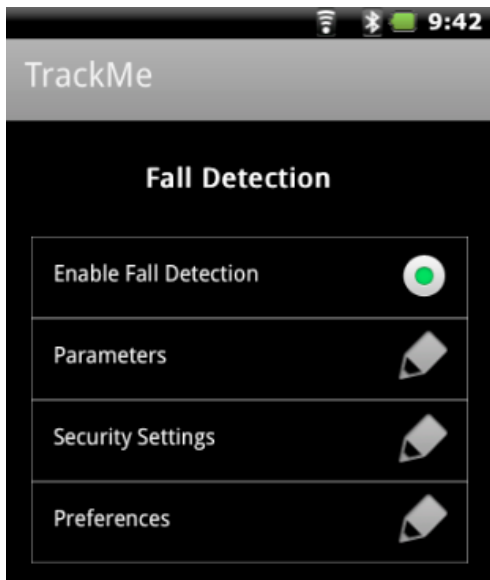 9:42
TrackMe
Fall Detection
Enable Fall Detection
Parameters
Security Settings
Preferences